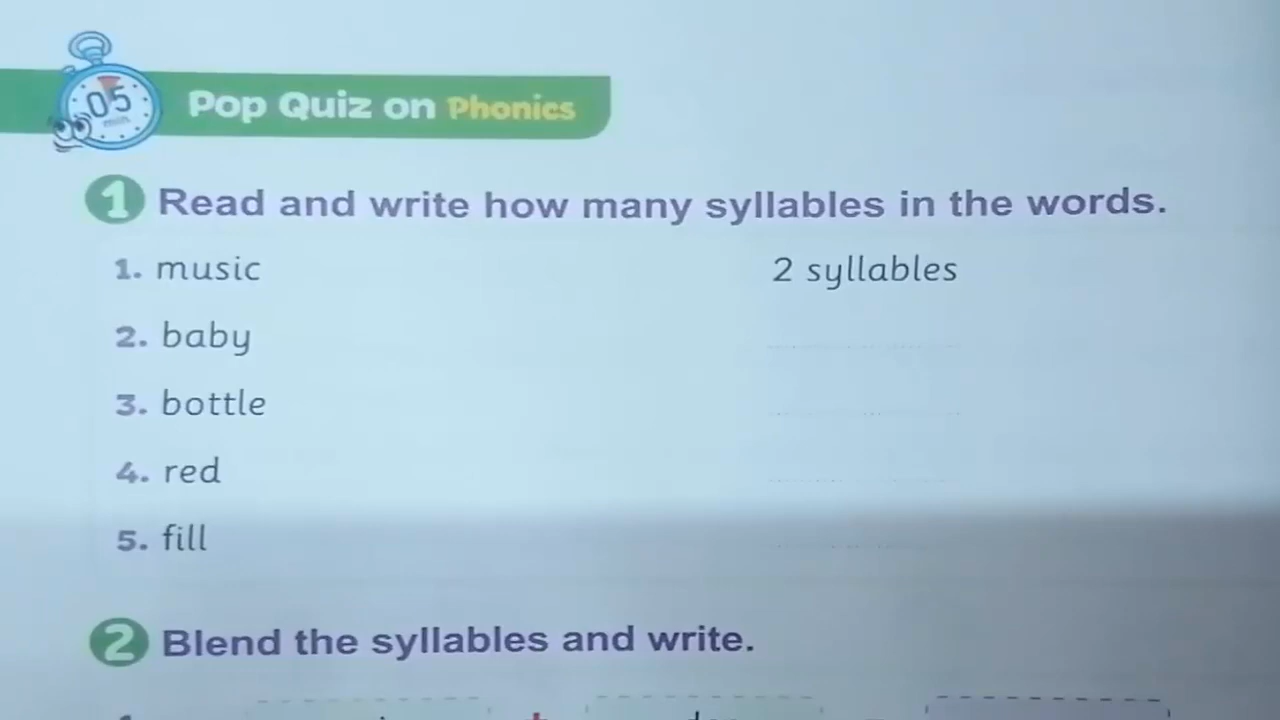 05
min
Pop Quiz on Phonics
1 Read and write how many syllables in the words.
1. music 2 syllables
2. baby
3. bottle
4. red
5. fill
2 Blend the syllables and write.